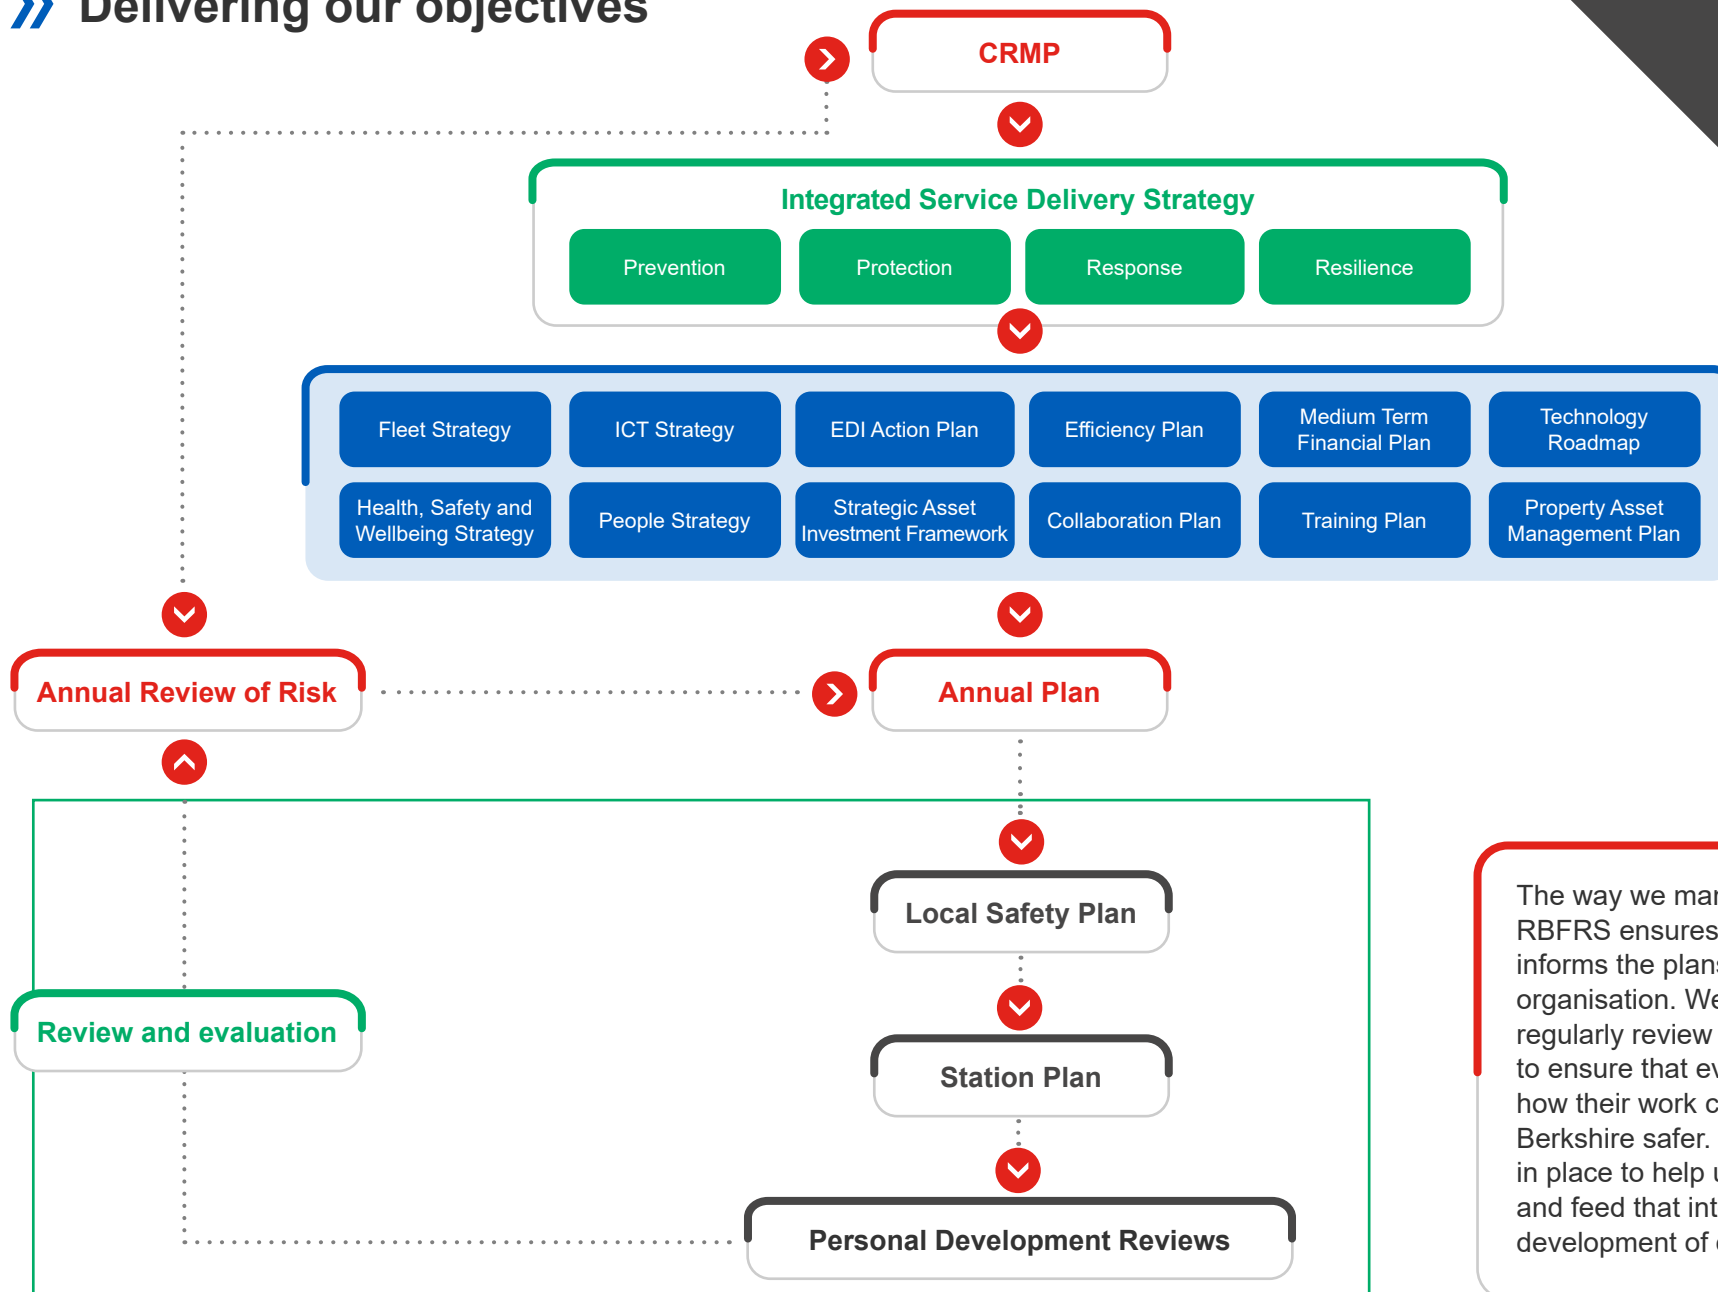 Delivering our objectives
CRMP
Integrated Service Delivery Strategy
Prevention
Protection
Response
Resilience
Fleet Strategy
ICT Strategy
EDI Action Plan
Efficiency Plan
Medium Term
Financial Plan
Technology
Roadmap
Health, Safety and
Wellbeing Strategy
People Strategy
Strategic Asset
Investment Framework
Collaboration Plan
Training Plan
Property Asset
Management Plan
Annual Review of Risk
Annual Plan
Local Safety Plan
Review and evaluation
Station Plan
Personal Development Reviews
The way we
RBFRS ensures
informs the
organisation. We
regularly review
to ensure that
how their work
Berkshire safer.
in place to help
and feed that
development of